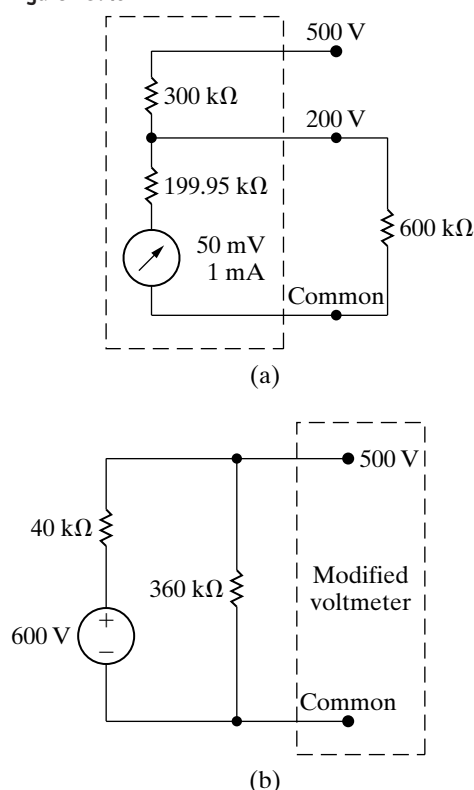 500 V
300 kΩ
200 V
199.95 kΩ
600 kΩ
50 mV
1 mA
Common
(a)
500 V
40 kΩ
360 kΩ
Modified
voltmeter
600 V
+
−
Common
(b)